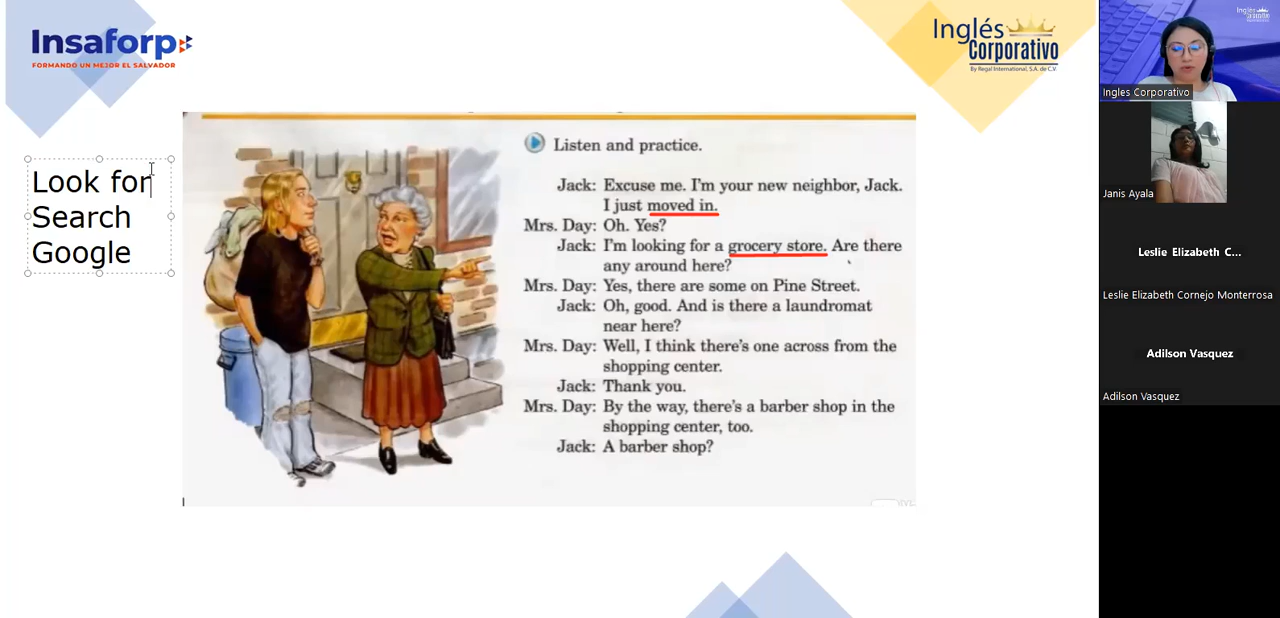 Insaforp
FORMANDO UN MEJOR EL SALVADOR
Inglés
Corporativo
By Regal International, S.A. de C.V.
Look for
Search
Google
Listen and practice.
Jack: Excuse me. I'm your new neighbor, Jack.
I just moved in.
Mrs. Day: Oh. Yes?
Jack: I'm looking for a grocery store. Are there
any around here?
Mrs. Day: Yes, there are some on Pine Street.
Jack: Oh, good. And is there a laundromat
near here?
Mrs. Day: Well, I think there's one across from the
shopping center.
Jack: Thank you.
Mrs. Day: By the way, there's a barber shop in the
shopping center, too.
Jack: A barber shop?
Inglés
Corporativo
Ingles Corporativo
Janis Ayala
Leslie Elizabeth C...
Leslie Elizabeth Cornejo Monterrosa
Adilson Vasquez
Adilson Vasquez